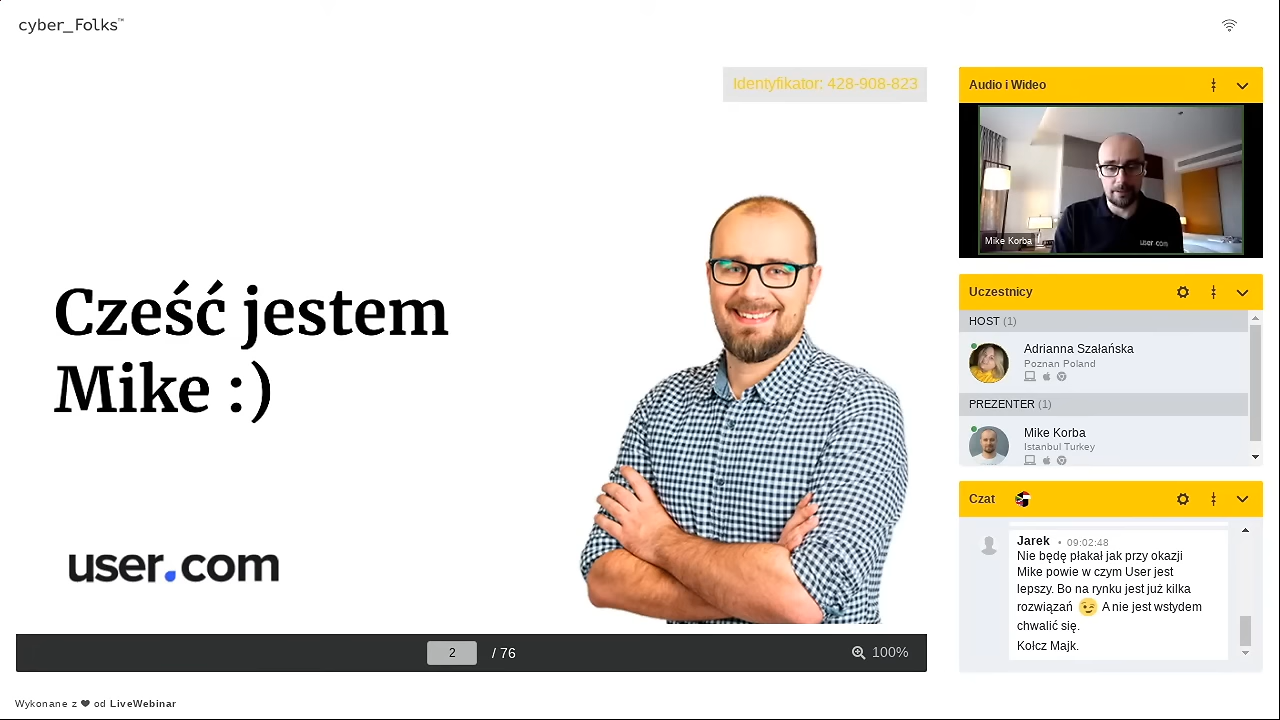 cyber_Folks™
Identyfikator: 428-908-823
Cześć jestem
Mike :)
user.com
2 / 76
100%
Wykonane z od LiveWebinar
Audio i Wideo
user com
Mike Korba
Uczestnicy
HOST (1)
Adrianna Szałańska
Poznan Poland
PREZENTER (1)
Mike Korba
Istanbul Turkey
Czat
Jarek • 09:02:48
Nie będę płakał jak przy okazji
Mike powie w czym User jest
lepszy. Bo na rynku jest już kilka
rozwiązań 😉 A nie jest wstydem
chwalić się.
Kołcz Majk.